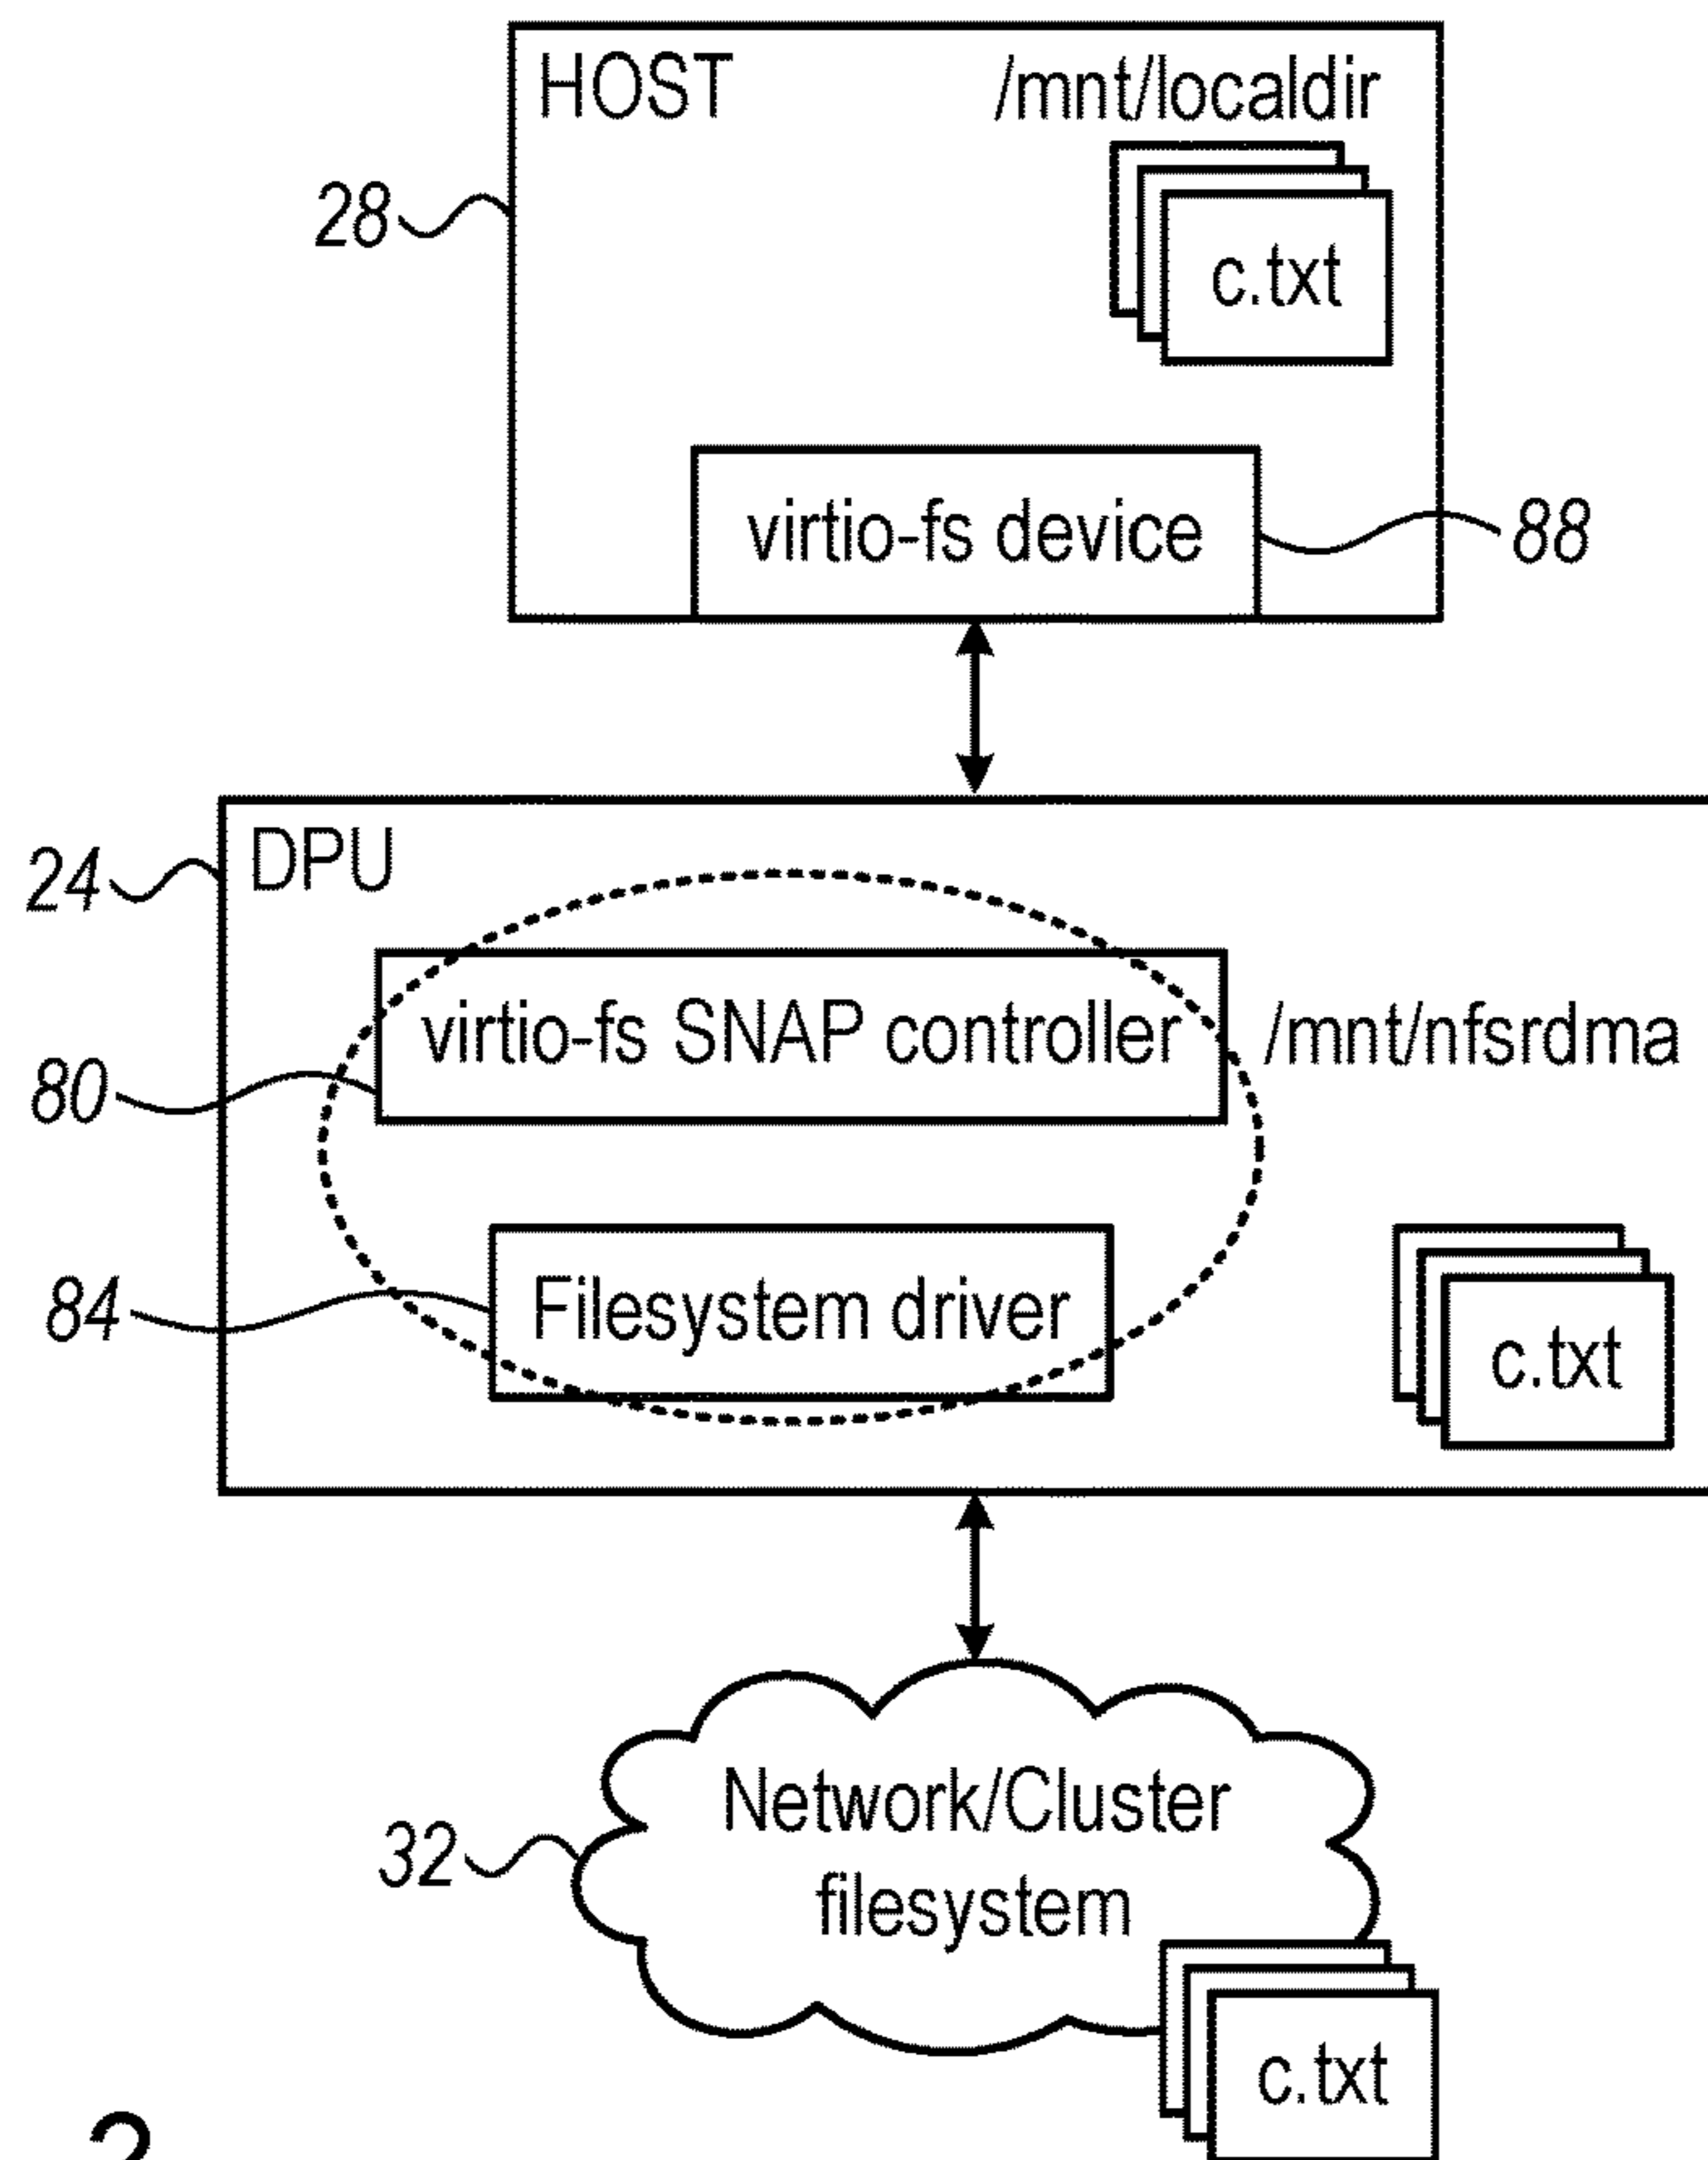 HOST
/mnt/localdir
28
c.txt
virtio-fs device
88
DPU
24
virtio-fs SNAP controller
/mnt/nfsrdma
80
84
Filesystem driver
c.txt
Network/Cluster
32
filesystem
c.txt